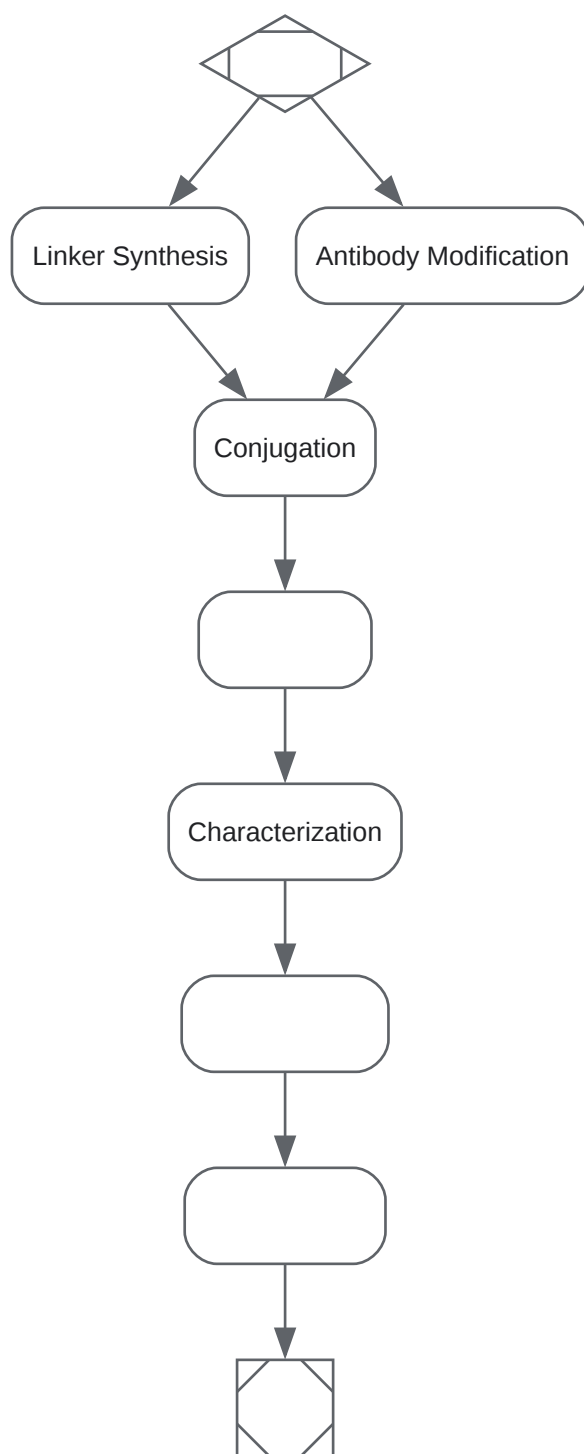 Linker Synthesis
Antibody Modification
Conjugation
Characterization